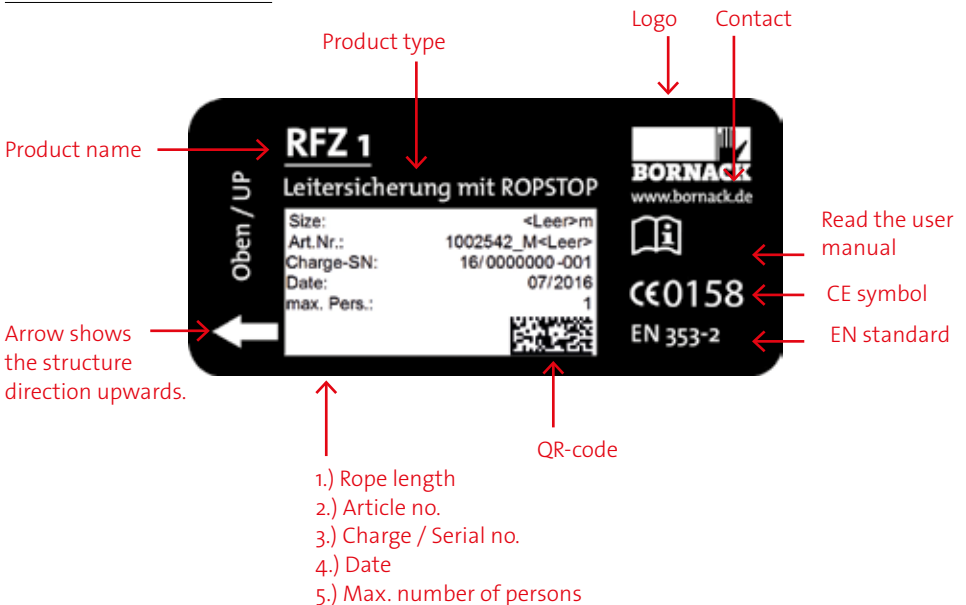 Logo
Contact
Product type
Product name
RFZ 1
BORNACK
www.bornack.de
Leitersicherung mit ROPSTOP
Oben / UP
Size: <Leer>m
Art.Nr.: 1002542_M<Leer>
Charge-SN: 16/0000000-001
Date: 07/2016
max. Pers.: 1
CE0158
EN 353-2
Read the user
manual
CE symbol
EN standard
Arrow shows
the structure
direction upwards.
QR-code
1.) Rope length
2.) Article no.
3.) Charge / Serial no.
4.) Date
5.) Max. number of persons